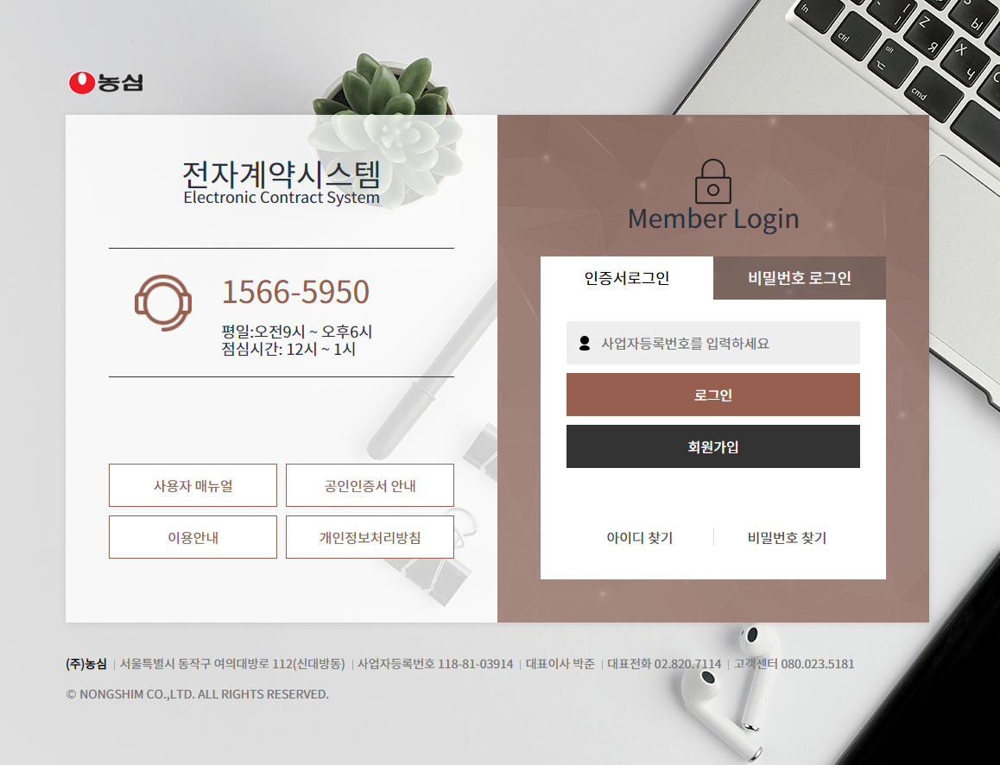 농심
전자계약시스템
Electronic Contract System
1566-5950
평일:오전9시 ~ 오후6시
점심시간: 12시 ~ 1시
사용자 매뉴얼
공인인증서 안내
이용안내
개인정보처리방침
Member Login
인증서로그인
비밀번호 로그인
사업자등록번호를 입력하세요
로그인
회원가입
아이디 찾기
비밀번호 찾기
(주)농심 | 서울특별시 동작구 여의대방로 112(신대방동) | 사업자등록번호 118-81-03914 | 대표이사 박준 | 대표전화 02.820.7114 | 고객센터 080.023.5181
© NONGSHIM CO.,LTD. ALL RIGHTS RESERVED.
fn
ctrl
alt
cmd
Z
Я
X
Ч
Ы